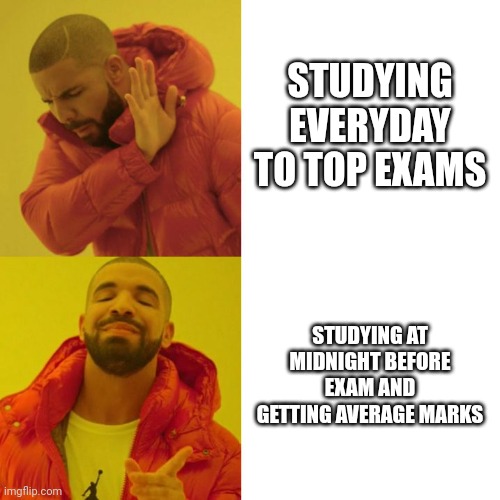 STUDYING
EVERYDAY
TO TOP EXAMS
STUDYING AT
MIDNIGHT BEFORE
EXAM AND
GETTING AVERAGE MARKS
imgflip.com